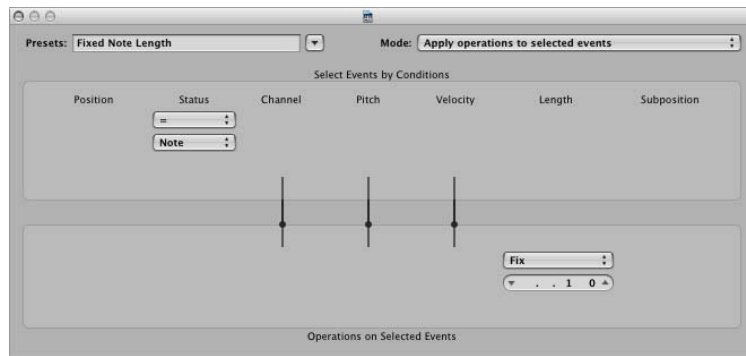 Presets: Fixed Note Length Mode: Apply operations to selected events
Select Events by Conditions
Position Status Channel Pitch Velocity Length Subposition
=
Note
Fix
. . 1 0
Operations on Selected Events